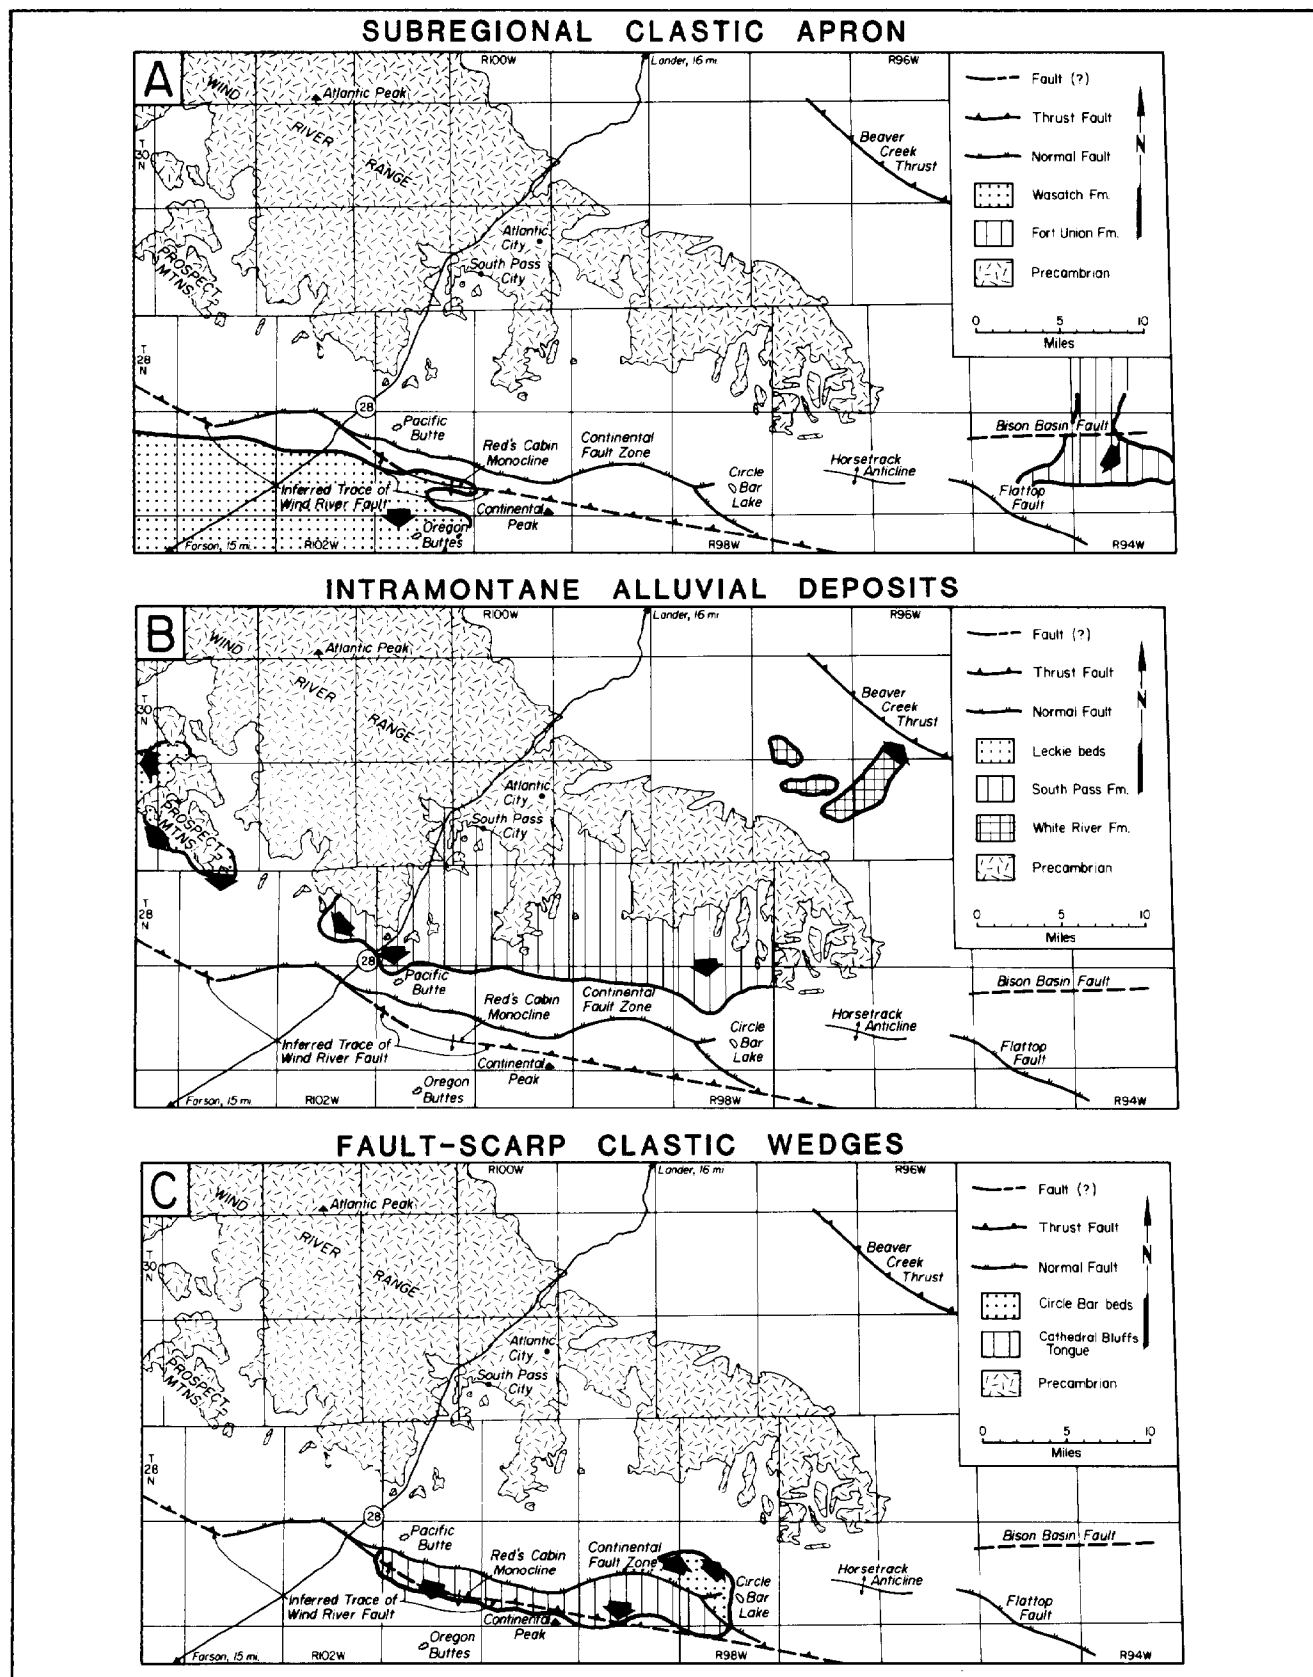 SUBREGIONAL CLASTIC APRON
A
R100W
Lander, 16 mi.
R96W
WIND
Atlantic Peak
RIVER
RANGE
T
30
N
Beaver
Creek
Thrust
Fault (?)
Thrust Fault
Normal Fault
Wasatch Fm.
Fort Union Fm.
Precambrian
N
0 5 10
Miles
Atlantic
City
South Pass
City
PROSPECT
MTNS.
T
28
N
28
Pacific
Butte
Red's Cabin
Monocline
Continental
Fault Zone
Bison Basin Fault
Horsetrack
Anticline
Circle
Bar
Lake
Inferred Trace of
Wind River Fault
Continental
Peak
Flattop
Fault
Oregon
Buttes
Farson, 15 mi.
R102W
R98W
R94W
INTRAMONTANE ALLUVIAL DEPOSITS
B
R100W
Lander, 16 mi.
R96W
WIND
Atlantic Peak
RIVER
RANGE
T
30
N
Beaver
Creek
Thrust
Fault (?)
Thrust Fault
Normal Fault
Leckie beds
South Pass Fm.
White River Fm.
Precambrian
N
0 5 10
Miles
Atlantic
City
South Pass
City
PROSPECT
MTNS.
T
28
N
28
Pacific
Butte
Red's Cabin
Monocline
Continental
Fault Zone
Bison Basin Fault
Horsetrack
Anticline
Circle
Bar
Lake
Inferred Trace of
Wind River Fault
Continental
Peak
Flattop
Fault
Oregon
Buttes
Farson, 15 mi.
R102W
R98W
R94W
FAULT-SCARP CLASTIC WEDGES
C
R100W
Lander, 16 mi
R96W
WIND
Atlantic Peak
RIVER
RANGE
T
30
N
Beaver
Creek
Thrust
Fault (?)
Thrust Fault
Normal Fault
Circle Bar beds
Cathedral Bluffs
Tongue
Precambrian
N
0 5 10
Miles
Atlantic
City
South Pass
City
PROSPECT
MTNS.
T
28
N
28
Pacific
Butte
Red's Cabin
Monocline
Continental
Fault Zone
Bison Basin Fault
Horsetrack
Anticline
Circle
Bar
Lake
Inferred Trace of
Wind River Fault
Continental
Peak
Flattop
Fault
Oregon
Buttes
Farson, 15 mi.
R102W
R98W
R94W